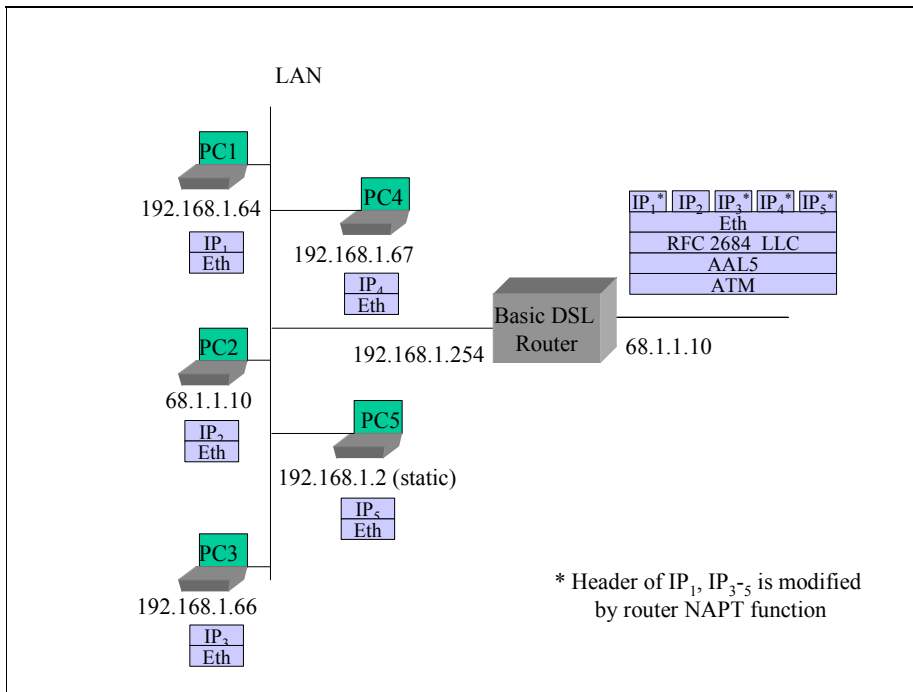 LAN
PC1
192.168.1.64
IP₁
Eth
PC4
192.168.1.67
IP₄
Eth
IP₁* IP₂ IP₃* IP₄* IP₅*
Eth
RFC 2684 LLC
AAL5
ATM
Basic DSL
Router
192.168.1.254
68.1.1.10
PC2
68.1.1.10
IP₂
Eth
PC5
192.168.1.2 (static)
IP₅
Eth
PC3
192.168.1.66
IP₃
Eth
* Header of IP₁, IP₃-₅ is modified
by router NAPT function